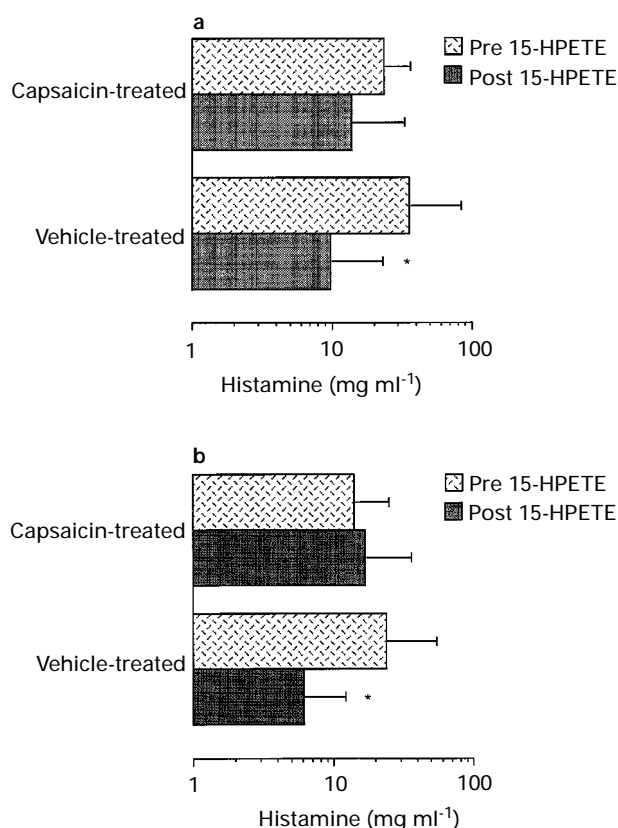 a
Pre 15-HPETE
Post 15-HPETE
Capsaicin-treated
Vehicle-treated
*
1 10 100
Histamine (mg ml⁻¹)
b
Pre 15-HPETE
Post 15-HPETE
Capsaicin-treated
Vehicle-treated
*
1 10 100
Histamine (mg ml⁻¹)